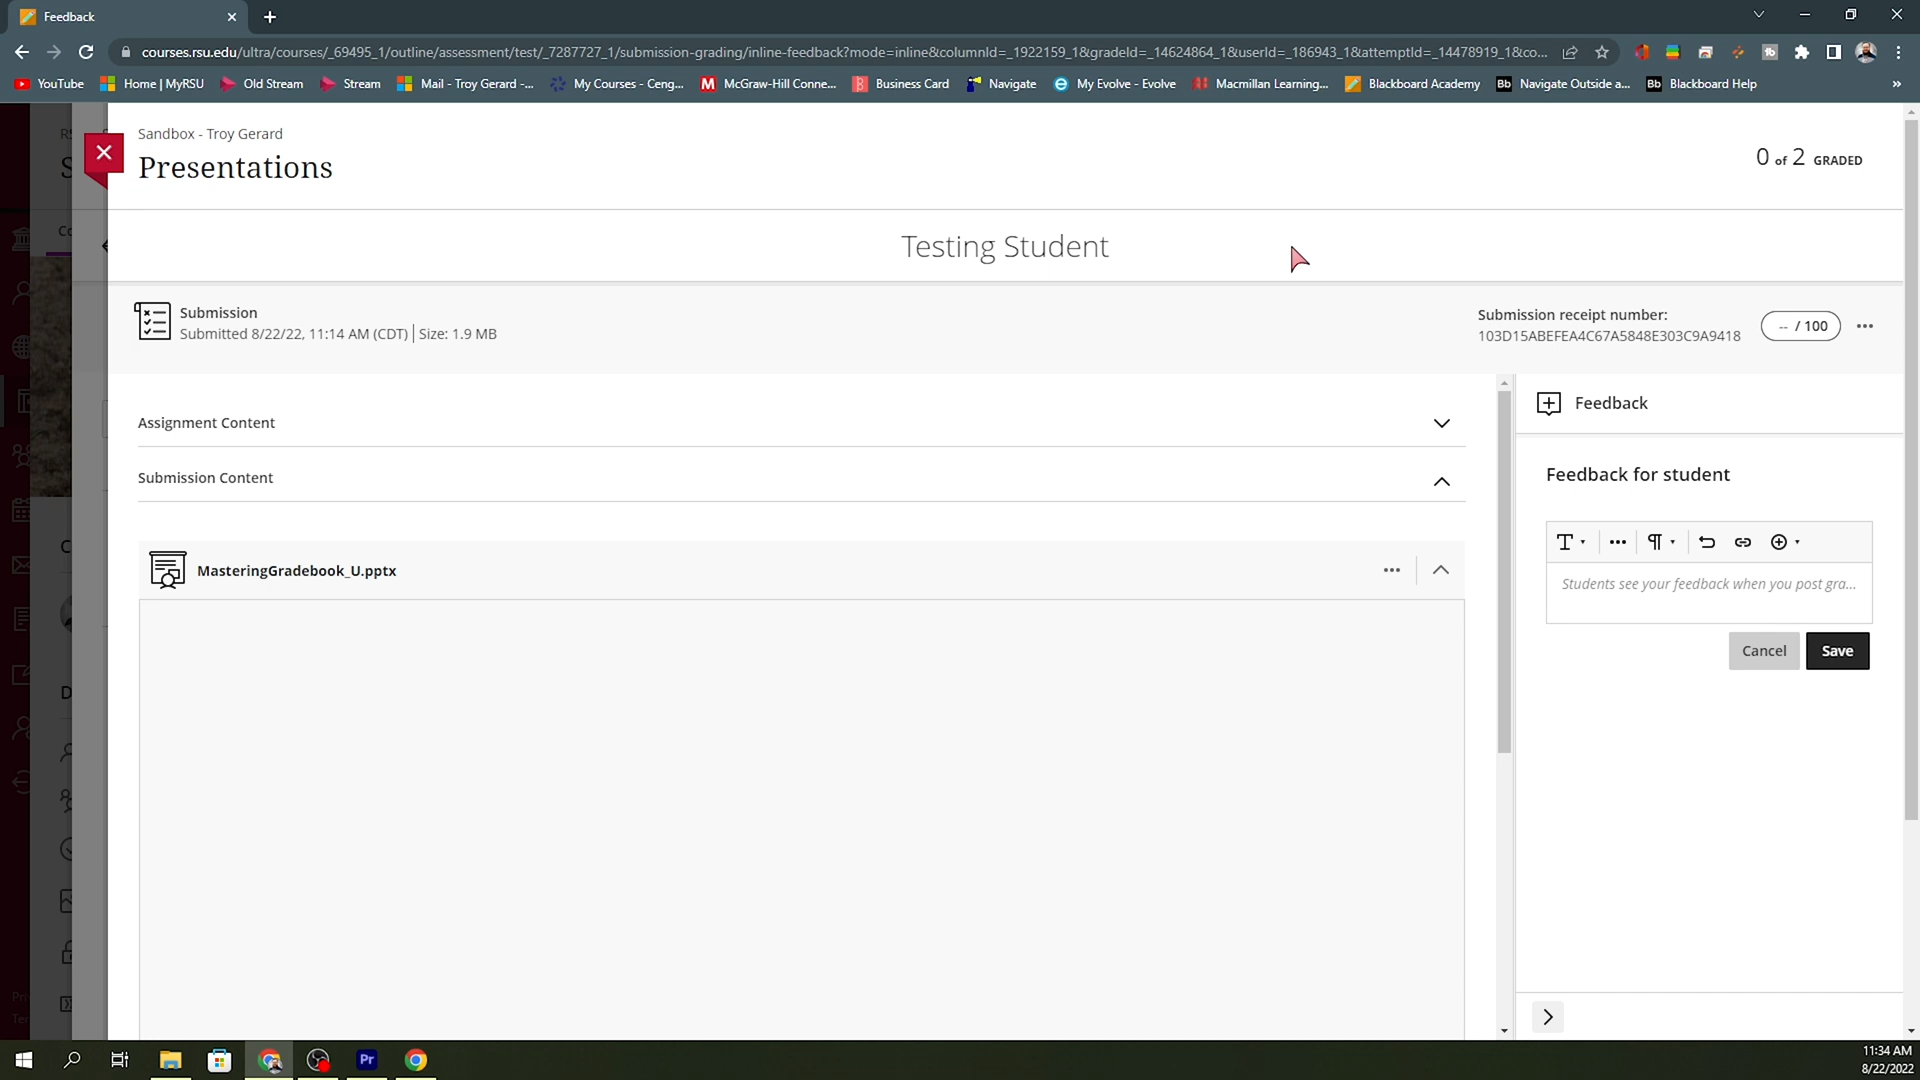 Feedback
courses.rsu.edu/ultra/courses/_69495_1/outline/assessment/test/_7287727_1/submission-grading/inline-feedback?mode=inline&columnId=_1922159_1&gradeId=_14624864_1&userId=_186943_1&attemptId=_14478919_1&co...
YouTube
Home | MyRSU
Old Stream
Stream
Mail - Troy Gerard -...
My Courses - Ceng...
McGraw-Hill Conne...
Business Card
Navigate
My Evolve - Evolve
Macmillan Learning...
Blackboard Academy
Bb Navigate Outside a...
Bb Blackboard Help
Sandbox - Troy Gerard
Presentations
0 of 2 GRADED
Testing Student
Submission
Submitted 8/22/22, 11:14 AM (CDT) | Size: 1.9 MB
Submission receipt number:
103D15ABEFEA4C67A5848E303C9A9418
-- / 100
Assignment Content
Submission Content
MasteringGradebook_U.pptx
Feedback
Feedback for student
Students see your feedback when you post gra...
Cancel
Save
Pr
11:34 AM
8/22/2022